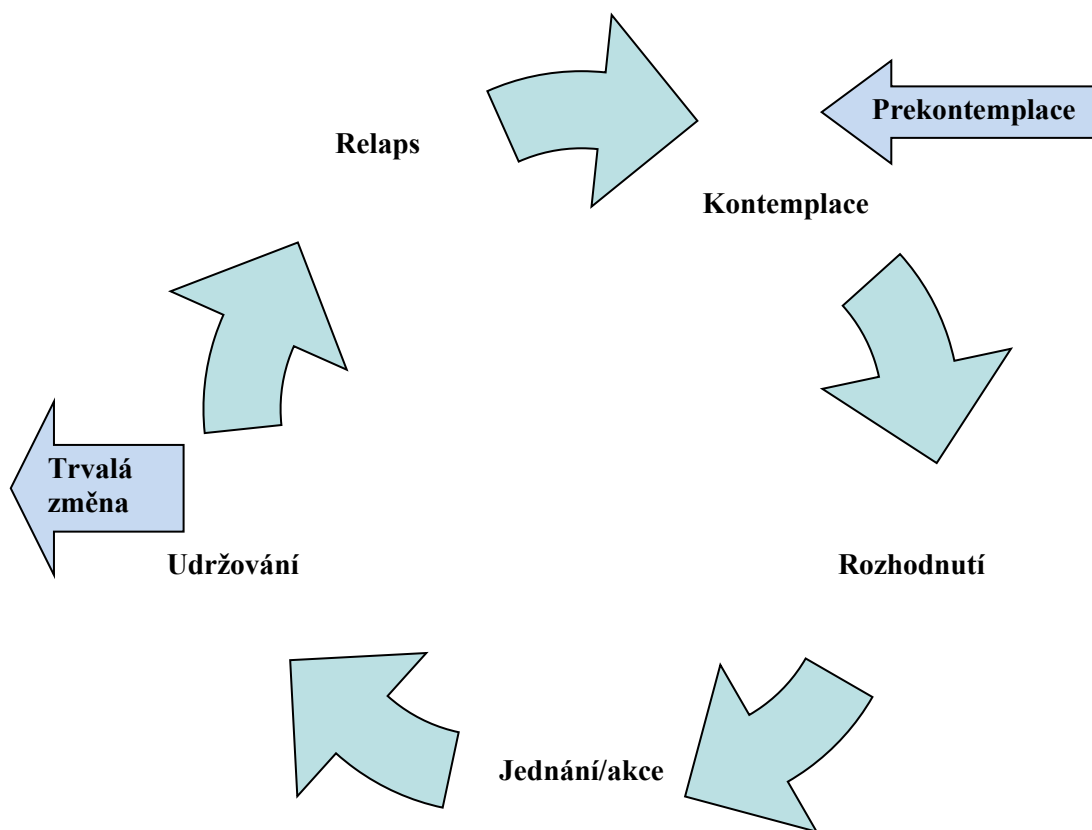 Prekontemplace
Relaps
Kontemplace
Trvalá
změna
Udržování
Rozhodnutí
Jednání/akce